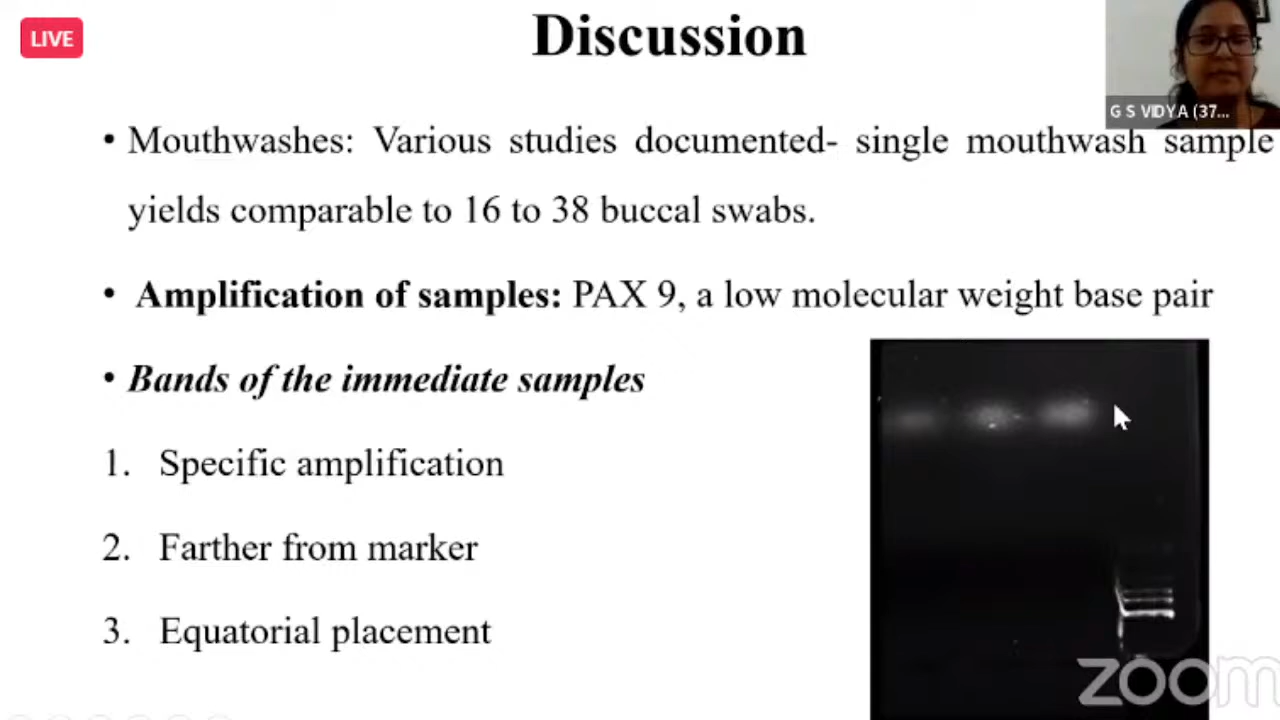 LIVE
Discussion
G S VIDYA (37...
• Mouthwashes: Various studies documented- single mouthwash sample
yields comparable to 16 to 38 buccal swabs.
• Amplification of samples: PAX 9, a low molecular weight base pair
• Bands of the immediate samples
1. Specific amplification
2. Farther from marker
3. Equatorial placement
zoom